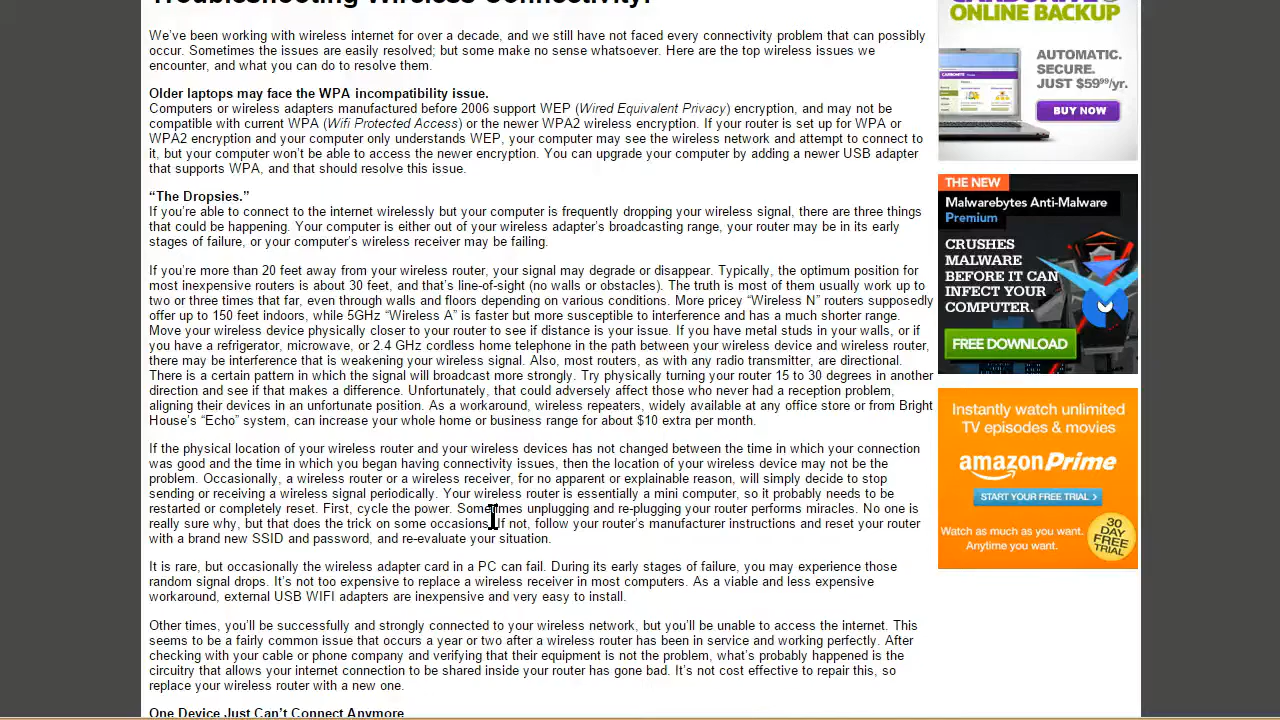 Troubleshooting Wireless Connectivity!
We've been working with wireless internet for over a decade, and we still have not faced every connectivity problem that can possibly
occur. Sometimes the issues are easily resolved; but some make no sense whatsoever. Here are the top wireless issues we
encounter, and what you can do to resolve them.
Older laptops may face the WPA incompatibility issue.
Computers or wireless adapters manufactured before 2006 support WEP (Wired Equivalent Privacy) encryption and may not be
compatible with WPA (Wireless Protected Access) or the newer WPA2 wireless encryption. If your router is set up for WPA or
WPA2 encryption and your computer only understands WEP, your computer may see the wireless network and attempt to connect to
it, but your computer won't be able to access the newer encryption. You can upgrade your computer by adding a newer USB adapter
that supports WPA, and that should resolve this issue.
“The Dropsies.”
If you're able to connect to the internet wirelessly but your computer is frequently dropping your wireless signal, there are three things
that could be happening: Your computer is either out of your wireless adapter's broadcasting range, your router may be in its early
stages of failure, or your computer's wireless receiver may be failing.
If you're more than 20 feet away from your wireless router, your signal may degrade or disappear. Typically, the optimum position for
most inexpensive routers is about 20 feet, and that's line-of-sight (no walls or obstacles). The truth is most of them usually work up to
two or three times that far, even through walls and floors depending on various conditions. More pricey “Wireless N” routers supposedly
offer up to 150 feet. The 5GHz “Wireless A” is faster but more susceptible to interference and has a much shorter range.
Move your wireless device physically closer to your router to see if distance is your issue. If you have metal studs in your walls, or if
you have a refrigerator, microwave, or 2.4 GHz cordless home telephone in the path between your wireless device and wireless router,
there may be interference with degrading your wireless signal. Also, most routers, as with any radio transmitter, are directional.
There is a certain pattern where the signal will broadcast more strongly. Try physically turning your router 15 to 30 degrees in another
direction and see if that makes a difference. Unfortunately, that could adversely affect those who never had a reception problem,
aligning their devices in an unfortunate position. As a workaround, wireless repeaters, widely available at any office store or from Bright
House's “Echo” system, can increase your whole home or business range for about $10 extra per month.
If the physical location of your wireless router and your wireless devices has not changed between the time in which your connection
was good and the time in which you began having connectivity issues, then the location of your wireless device may not be the
problem. Occasionally, a wireless router or a wireless receiver, for no apparent or explainable reason, will simply decide to stop
sending or receiving a wireless signal periodically. Your wireless router is essentially a mini computer, so it probably needs to be
restarted or completely reset. First, cycle the power. Sometimes unplugging and re-plugging your router performs miracles. No one is
really sure why, but that does the trick on some occasions. If not, follow your router's manufacturer instructions and reset your router
with a brand new SSID and password and re-evaluate your situation.
It is rare, but occasionally the wireless adapter card in a PC can fail. During its early stages of failure, you may experience those
random signal drops. It's not too expensive to replace a wireless receiver in most computers. As a viable and less expensive
workaround, external USB WIFI adapters are inexpensive and very easy to install.
Other times, you'll be successfully and strongly connected to your wireless network, but you'll be unable to access the internet. This
seems to be a fairly common issue that occurs a year or two after a wireless router has been in service and working perfectly. After
checking with your cable or phone company and verifying that their equipment is not the problem, what's probably happened is the
circuitry that allows your internet connection to be shared inside your router has gone bad. It's not cost effective to repair this, so
replace your wireless router with a new one.
One Device Just Can't Connect Anymore
CARBONITE
ONLINE BACKUP
AUTOMATIC.
SECURE.
JUST $59⁹⁹/yr.
BUY NOW
THE NEW
Malwarebytes Anti-Malware
Premium
CRUSHES
MALWARE
BEFORE IT CAN
INFECT YOUR
COMPUTER.
FREE DOWNLOAD
Instantly watch unlimited
TV episodes & movies
amazonPrime
START YOUR FREE TRIAL >
Watch as much as you want.
Anytime you want.
30
DAY
FREE
TRIAL